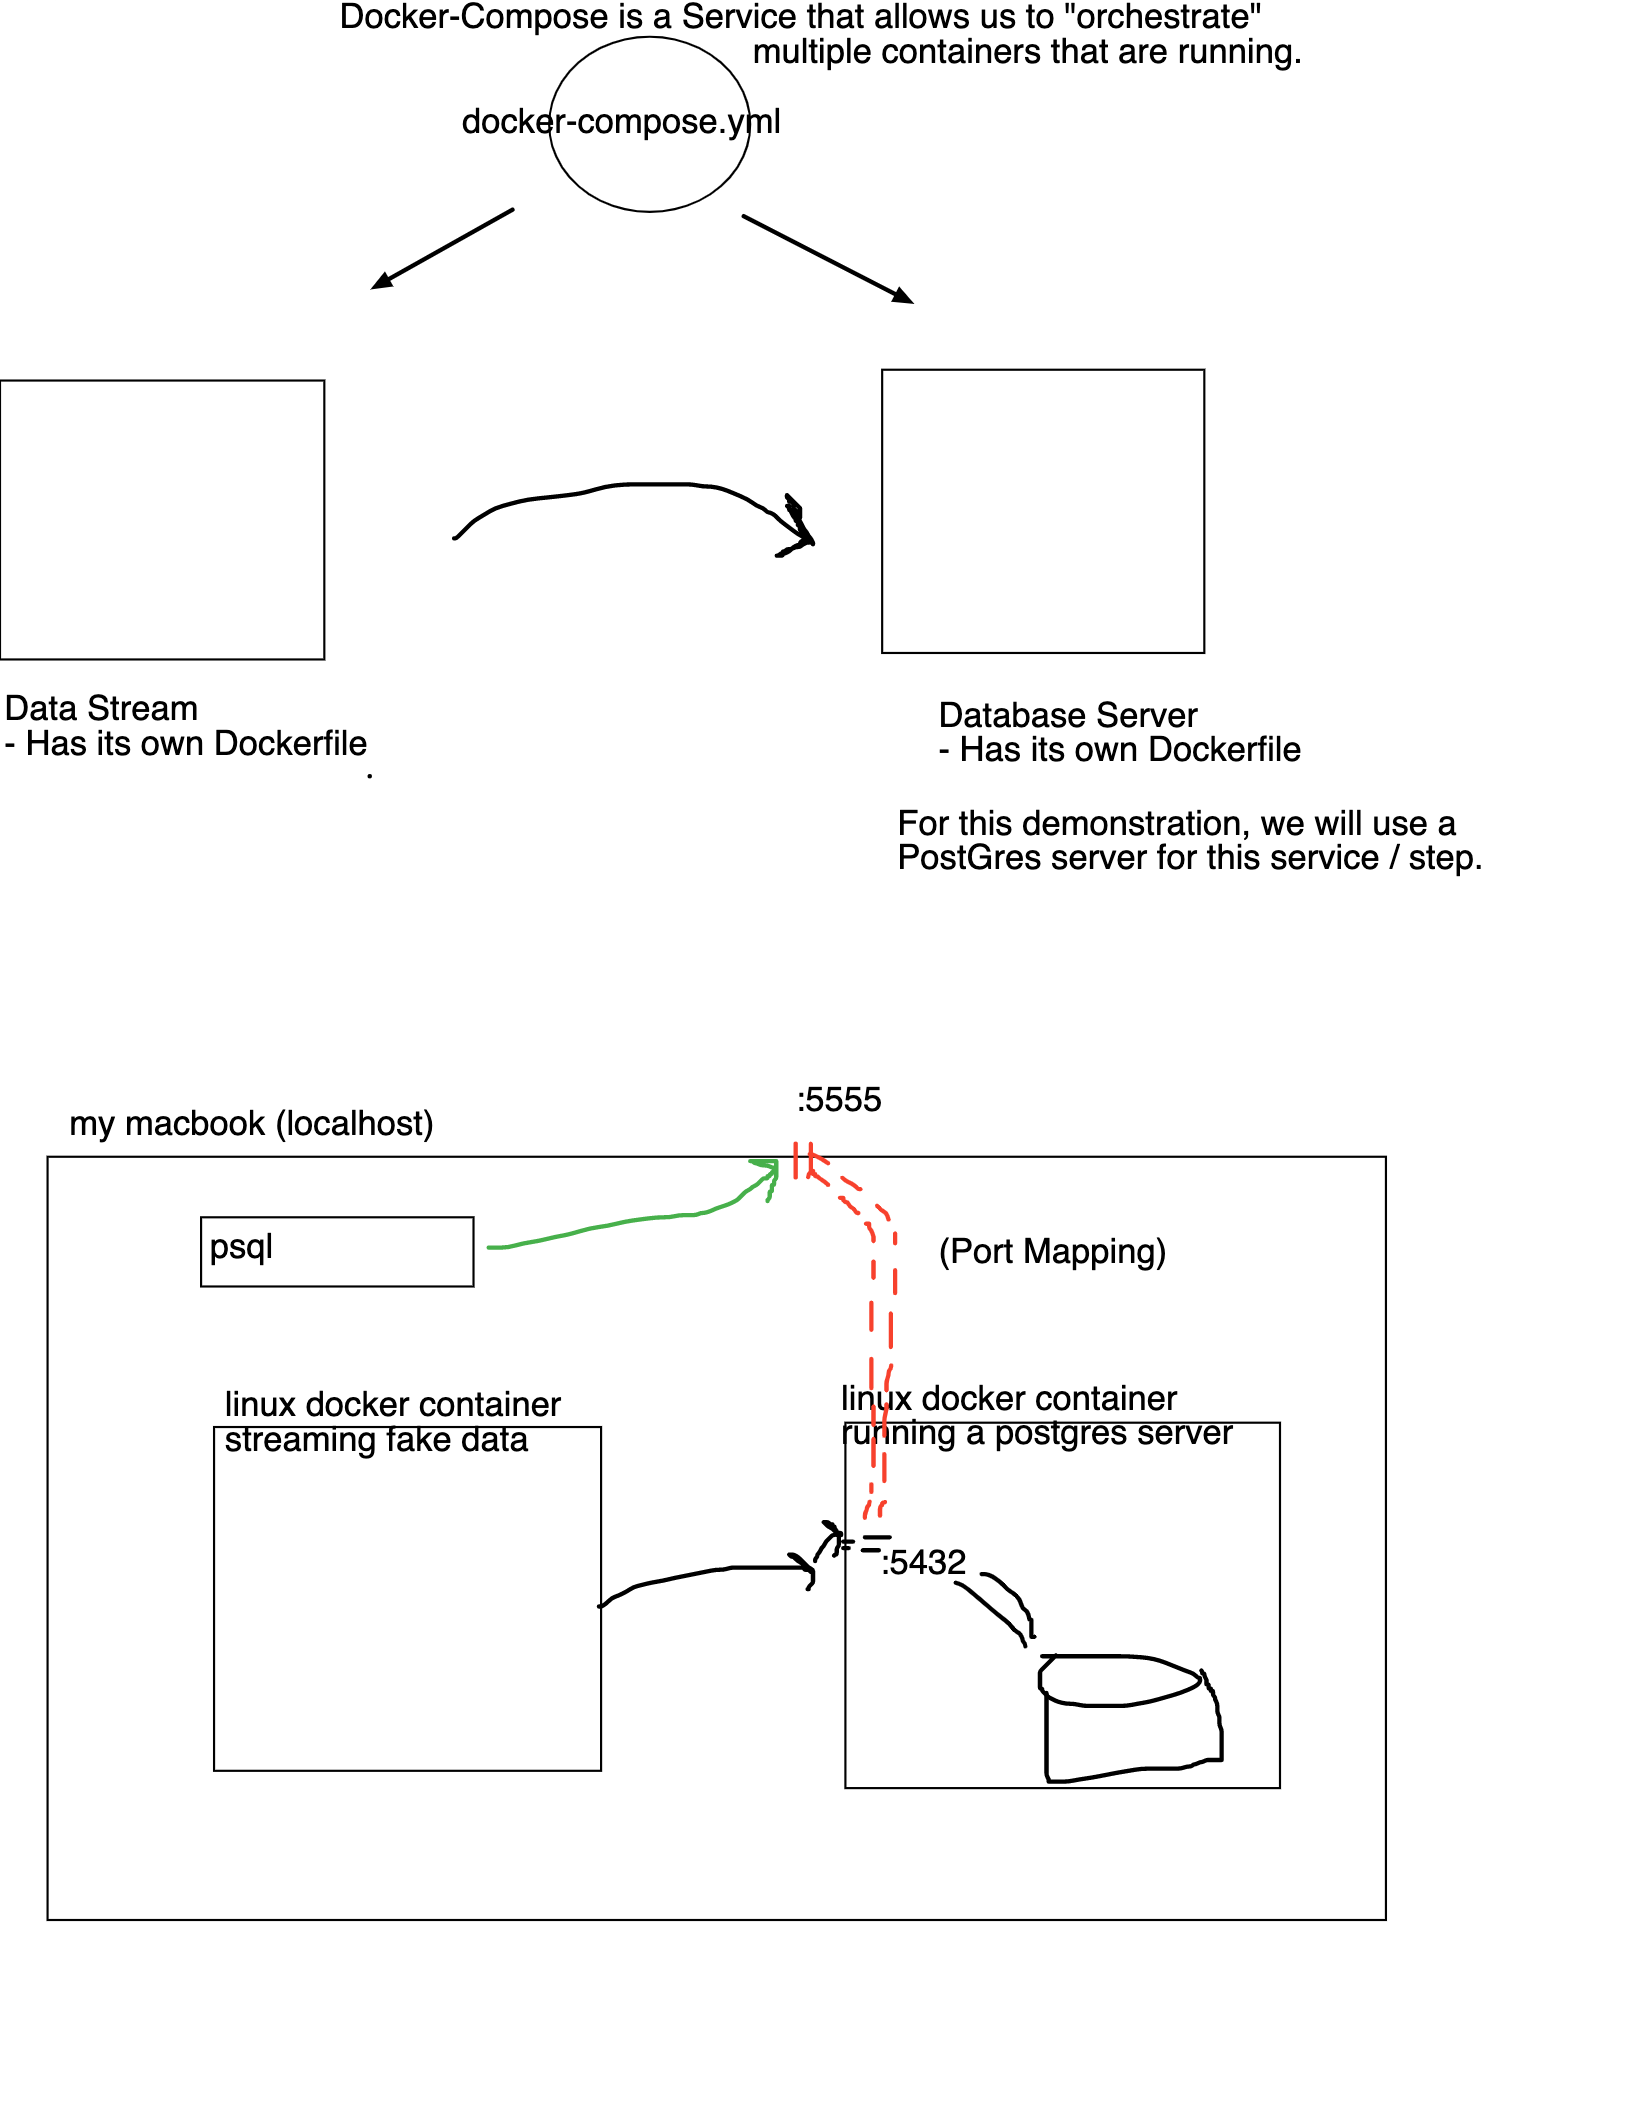 Docker-Compose is a Service that allows us to "orchestrate"
multiple containers that are running.
docker-compose.yml
Data Stream
- Has its own Dockerfile
.
Database Server
- Has its own Dockerfile
For this demonstration, we will use a
PostGres server for this service / step.
:5555
my macbook (localhost)
psql
(Port Mapping)
linux docker container
streaming fake data
linux docker container
running a postgres server
:5432